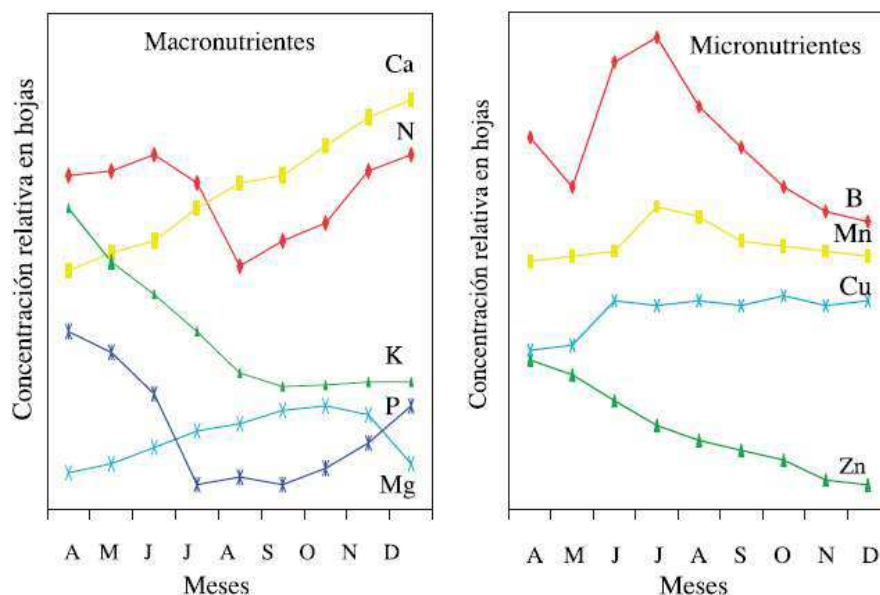 Macronutrientes
Concentración relativa en hojas
Ca
N
K
P
Mg
A M J J A S O N D
Meses
Micronutrientes
Concentración relativa en hojas
B
Mn
Cu
Zn
A M J J A S O N D
Meses